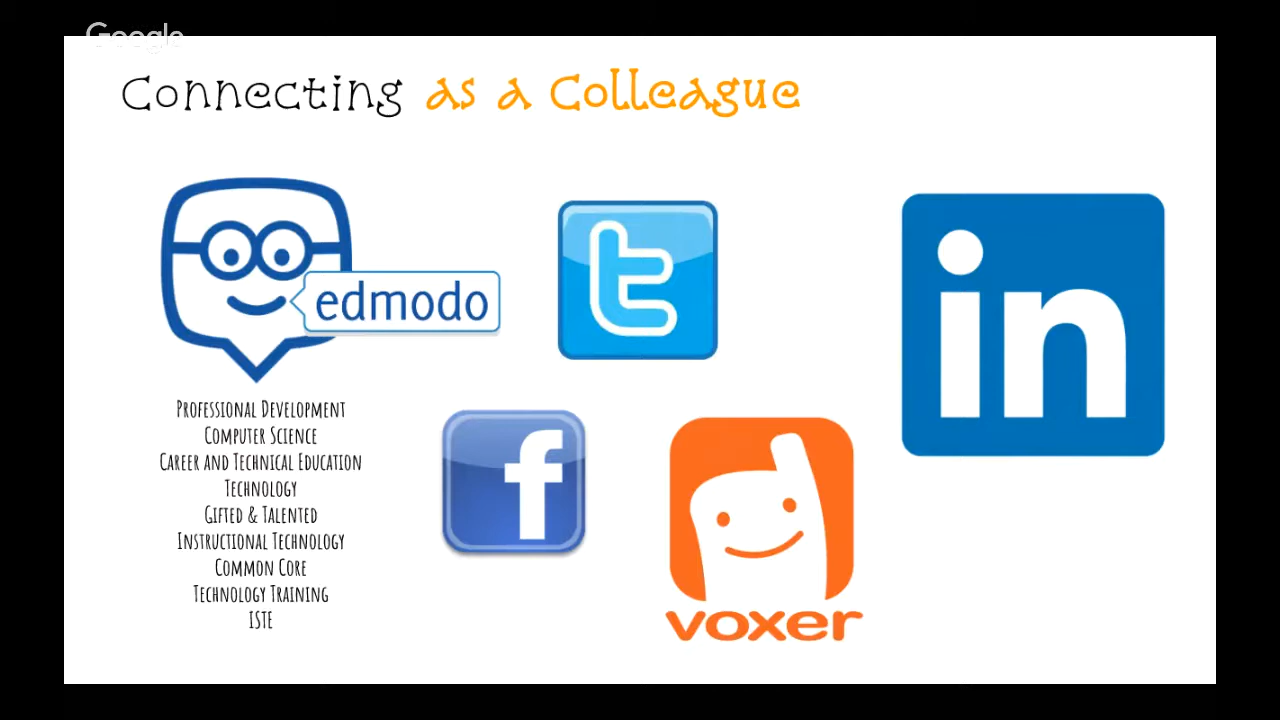 Google
Connecting as a Colleague
edmodo
t
in
Professional Development
Computer Science
Career and Technical Education
Technology
Gifted & Talented
Instructional Technology
Common Core
Technology Training
ISTE
f
voxer